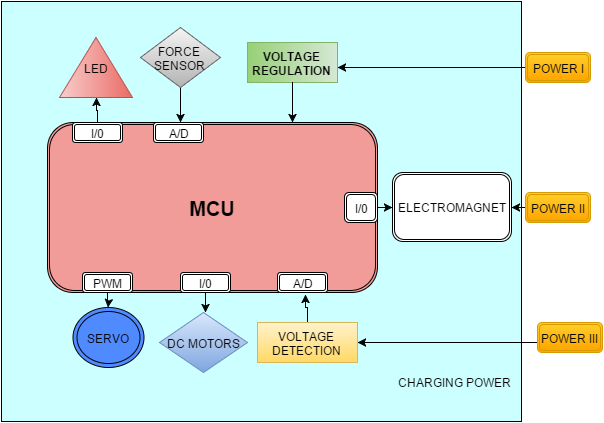 LED
FORCE
SENSOR
VOLTAGE
REGULATION
POWER I
I/0
A/D
MCU
I/0
ELECTROMAGNET
POWER II
PWM
I/0
A/D
SERVO
DC MOTORS
VOLTAGE
DETECTION
POWER III
CHARGING POWER